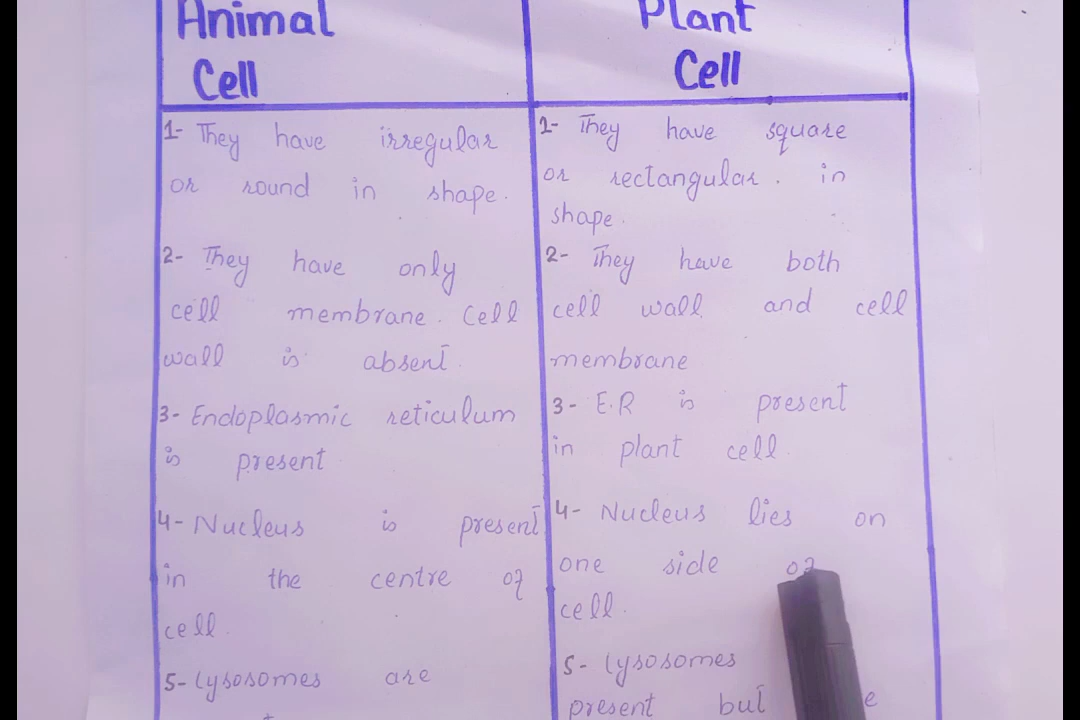 Animal
Cell
1- They have irregular
or round in shape.
2- They have only
cell membrane. Cell
wall is absent.
3- Endoplasmic reticulum
is present
4- Nucleus is present
in the centre of
cell.
5- Lysosomes are
Plant
Cell
1- They have square
or rectangular. in
shape.
2- They have both
cell wall and cell
membrane
3- E.R is present
in plant cell.
4- Nucleus lies on
one side of
cell.
5- Lysosomes
present but